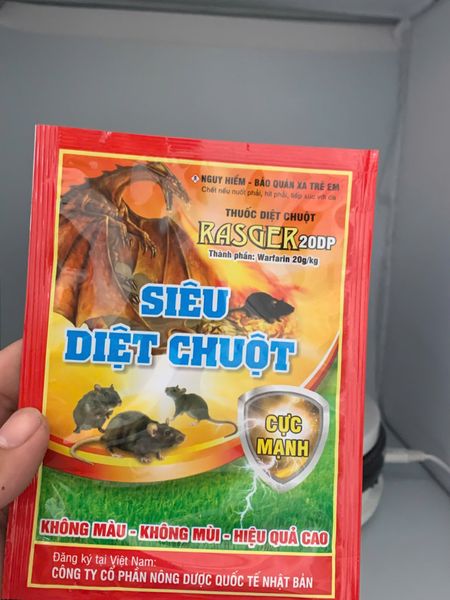 NGUY HIỂM - BẢO QUẢN XA TRẺ EM
Chết nếu nuốt phải, hít phải, tiếp xúc với da
THUỐC DIỆT CHUỘT
RASGER 20DP
Thành phần: Warfarin 20g/kg
SIÊU
DIỆT CHUỘT
CỰC
MẠNH
KHÔNG MÀU - KHÔNG MÙI - HIỆU QUẢ CAO
Đăng ký tại Việt Nam:
CÔNG TY CỔ PHẦN NÔNG DƯỢC QUỐC TẾ NHẬT BẢN